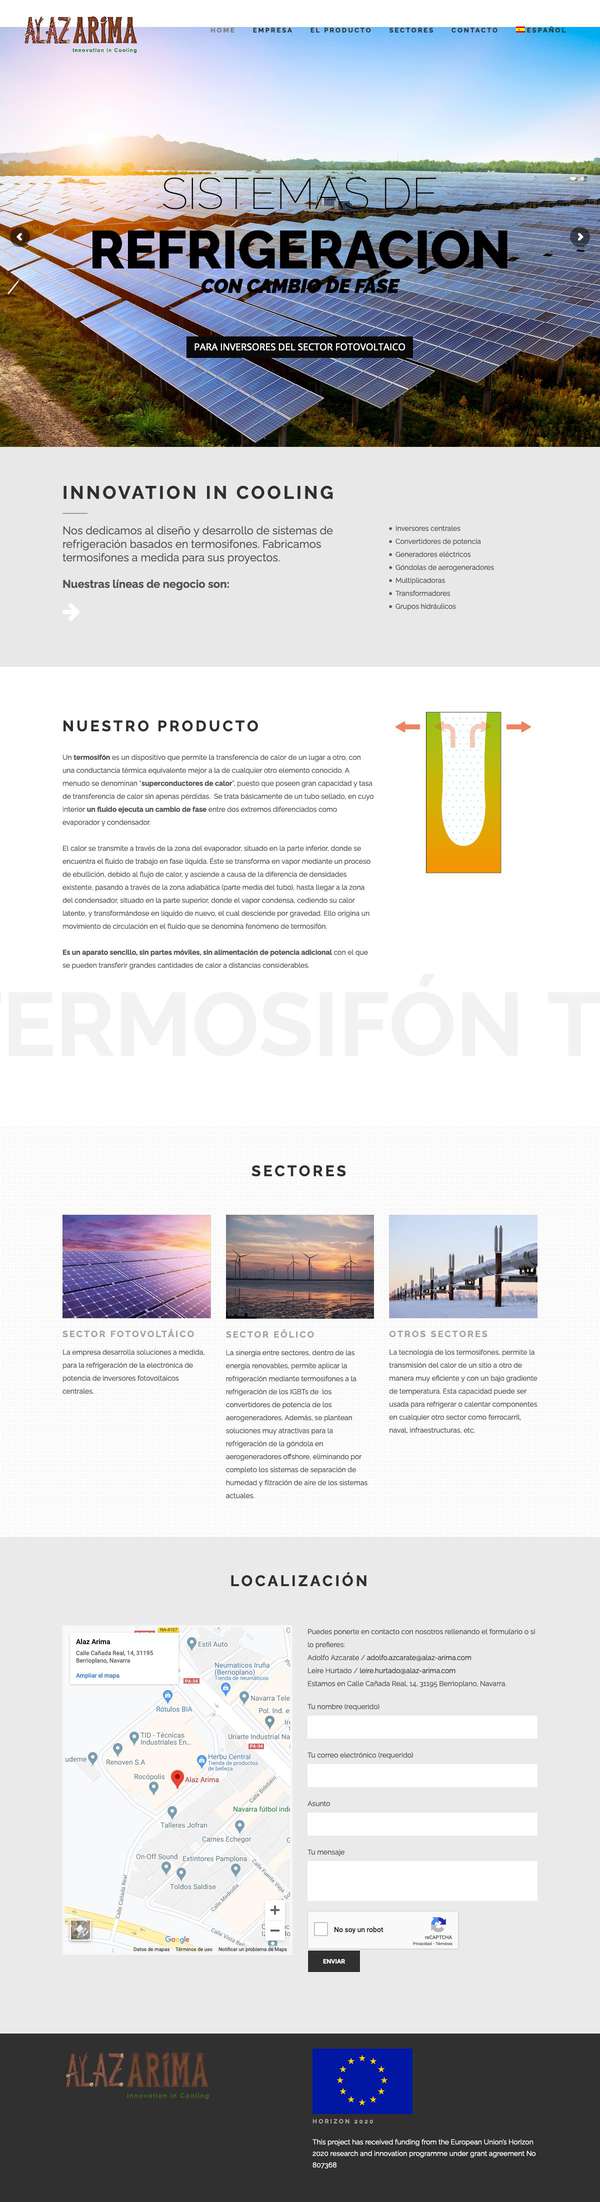 ALAZ ARIMA
Innovation in Cooling
HOME EMPRESA EL PRODUCTO SECTORES CONTACTO ESPAÑOL
SISTEMAS DE
REFRIGERACION
CON CAMBIO DE FASE
PARA INVERSORES DEL SECTOR FOTOVOLTAICO
INNOVATION IN COOLING
Nos dedicamos al diseño y desarrollo de sistemas de
refrigeración basados en termosifones. Fabricamos
termosifones a medida para sus proyectos.
Nuestras líneas de negocio son:
Inversores centrales
Convertidores de potencia
Generadores eléctricos
Góndolas de aerogeneradores
Multiplicadoras
Transformadores
Grupos hidráulicos
NUESTRO PRODUCTO
Un termosifón es un dispositivo que permite la transferencia de calor de un lugar a otro, con
una conductancia térmica equivalente mejor a la de cualquier otro elemento conocido. A
menudo se denominan "superconductores de calor", puesto que poseen gran capacidad y tasa
de transferencia de calor sin apenas pérdidas. Se trata básicamente de un tubo sellado, en cuyo
interior un fluido ejecuta un cambio de fase entre dos extremos diferenciados como
evaporador y condensador.
El calor se transmite a través de la zona del evaporador, situado en la parte inferior, donde se
encuentra el fluido de trabajo en fase líquida. Este se transforma en vapor mediante un proceso
de ebullición, debido al flujo de calor, y asciende a causa de la diferencia de densidades
existente, pasando a través de la zona adiabática (parte media del tubo), hasta llegar a la zona
del condensador, situado en la parte superior, donde el vapor condensa, cediendo su calor
latente, y transformándose en líquido de nuevo, el cual desciende por gravedad. Ello origina un
movimiento de circulación en el fluido que se denomina fenómeno de termosifón.
Es un aparato sencillo, sin partes móviles, sin alimentación de potencia adicional con el que
se pueden transferir grandes cantidades de calor a distancias considerables.
TERMOSIFÓN T
SECTORES
SECTOR FOTOVOLTÁICO
La empresa desarrolla soluciones a medida,
para la refrigeración de la electrónica de
potencia de inversores fotovoltaicos
centrales.
SECTOR EÓLICO
La sinergia entre sectores, dentro de las
energía renovables, permite aplicar la
refrigeración mediante termosifones a la
refrigeración de los IGBTs de los
convertidores de potencia de los
aerogeneradores. Además, se plantean
soluciones muy atractivas para la
refrigeración de la góndola en
aerogeneradores offshore, eliminando por
completo los sistemas de separación de
humedad y filtración de aire de los sistemas
actuales.
OTROS SECTORES
La tecnología de los termosifones, permite la
transmisión del calor de un sitio a otro de
manera muy eficiente y con un bajo gradiente
de temperatura. Esta capacidad puede ser
usada para refrigerar o calentar componentes
en cualquier otro sector como ferrocarril,
naval, infraestructuras, etc.
LOCALIZACIÓN
Alaz Arima
Calle Cañada Real, 14, 31195
Berrioplano, Navarra
Ampliar el mapa
Estil Auto
Neumaticos Iruña
(Berrioplano)
Tienda de neumáticos
PA-34
Navarra Tele
Rótulos BIA
Pol. Ind. e
TID - Técnicas
Industriales En...
Uriarte Industrial Na
PA-34
uderne
Renoven S.A
Herbu Central
Tienda de productos
de belleza
Rocópolis
Alaz Arima
Calle Soladano
Navarra fútbol ind
Talleres Jofran
Carnes Echegor
On-Off Sound
Extintores Pamplona
Toldos Saldise
Calle Cañada Real
Google
Datos de mapas Términos de uso Notificar un problema de Maps
Puedes ponerte en contacto con nosotros rellenando el formulario o si
lo prefieres:
Adolfo Azcarate / adolfo.azcarate@alaz-arima.com
Leire Hurtado / leire.hurtado@alaz-arima.com
Estamos en Calle Cañada Real, 14, 31195 Berrioplano, Navarra.
Tu nombre (requerido)
Tu correo electrónico (requerido)
Asunto
Tu mensaje
No soy un robot
reCAPTCHA
Privacidad - Términos
ENVIAR
ALAZ ARIMA
Innovation in Cooling
HORIZON 2020
This project has received funding from the European Union's Horizon
2020 research and innovation programme under grant agreement No
807368